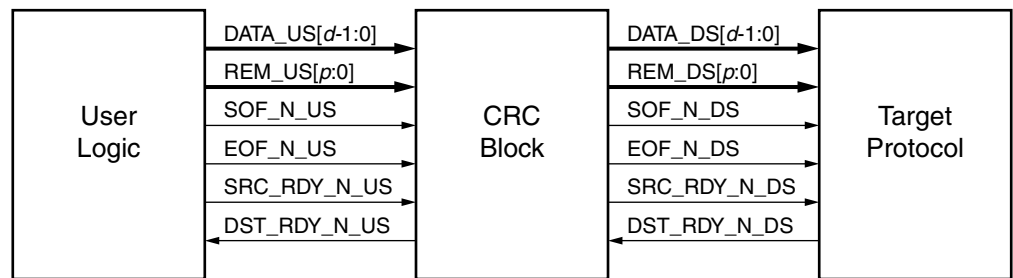 User
Logic
DATA_US[d-1:0]
REM_US[p:0]
SOF_N_US
EOF_N_US
SRC_RDY_N_US
DST_RDY_N_US
CRC
Block
DATA_DS[d-1:0]
REM_DS[p:0]
SOF_N_DS
EOF_N_DS
SRC_RDY_N_DS
DST_RDY_N_DS
Target
Protocol